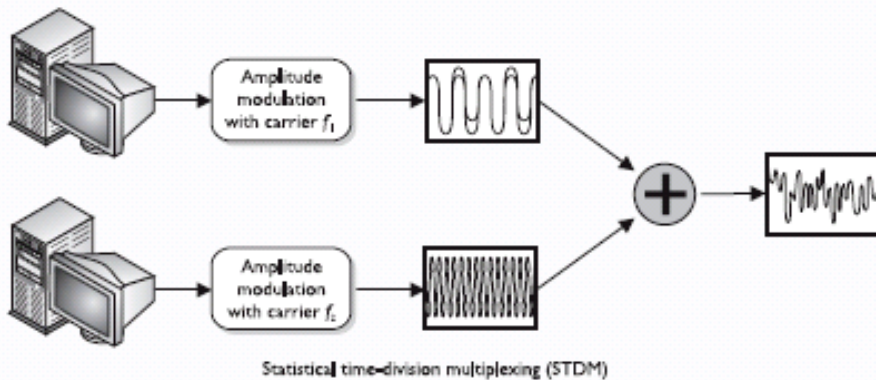 Amplitude
modulation
with carrier f₁
Amplitude
modulation
with carrier f₂
Statistical time-division multiplexing (STDM)